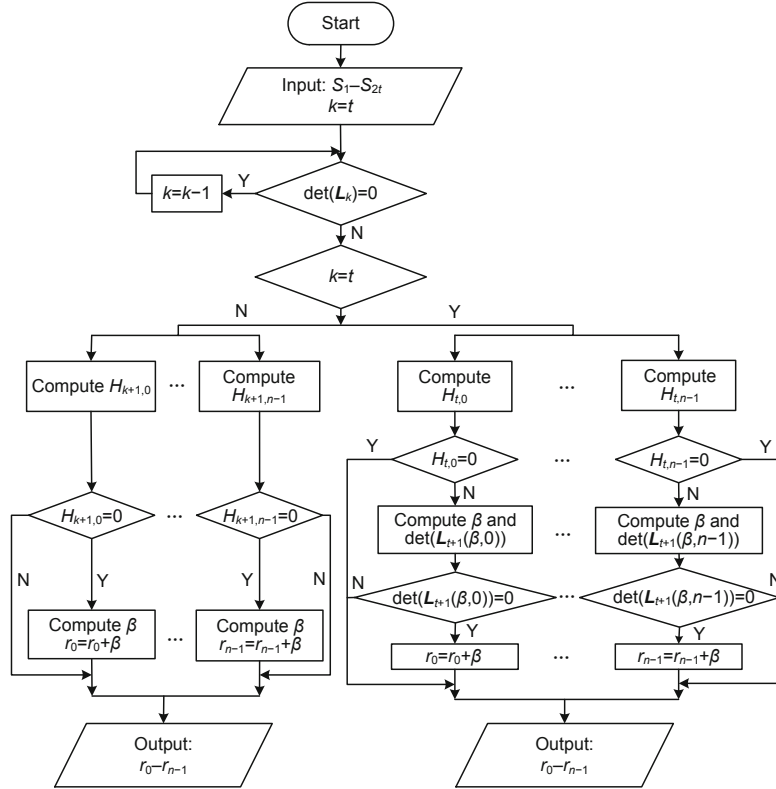 Start
Input: S₁–S₂ₜ
k=t
k=k−1
Y
det(Lₖ)=0
N
k=t
N
Y
Compute Hₖ₊₁,₀
...
Compute
Hₖ₊₁,ₙ₋₁
Compute
Hₜ,₀
...
Compute
Hₜ,ₙ₋₁
Y
Hₜ,₀=0
...
Hₜ,ₙ₋₁=0
Y
N
N
Hₖ₊₁,₀=0
...
Hₖ₊₁,ₙ₋₁=0
Compute β and
det(Lₜ₊₁(β,0))
...
Compute β and
det(Lₜ₊₁(β,n−1))
N
Y
Y
N
N
det(Lₜ₊₁(β,0))=0
...
det(Lₜ₊₁(β,n−1))=0
N
Y
Y
Compute β
r₀=r₀+β
...
Compute β
rₙ₋₁=rₙ₋₁+β
r₀=r₀+β
...
rₙ₋₁=rₙ₋₁+β
Output:
r₀–rₙ₋₁
Output:
r₀–rₙ₋₁